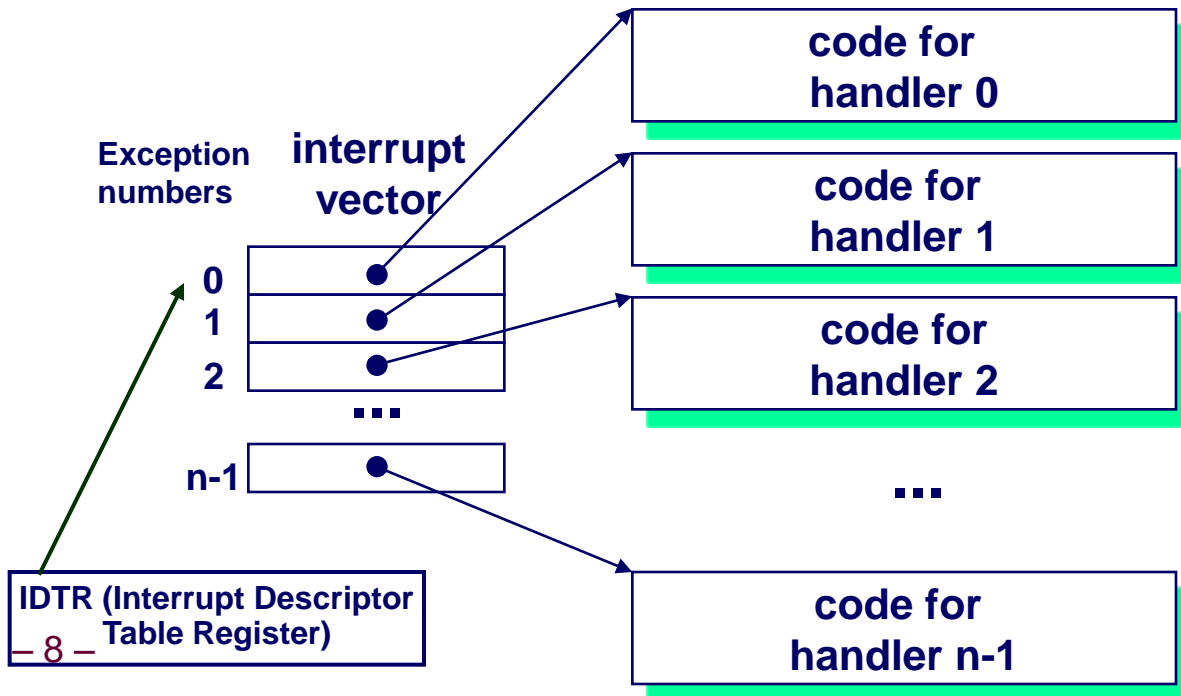 code for
handler 0
Exception
numbers
interrupt
vector
code for
handler 1
0
1
2
...
n-1
code for
handler 2
...
IDTR (Interrupt Descriptor
Table Register)
– 8 –
code for
handler n-1